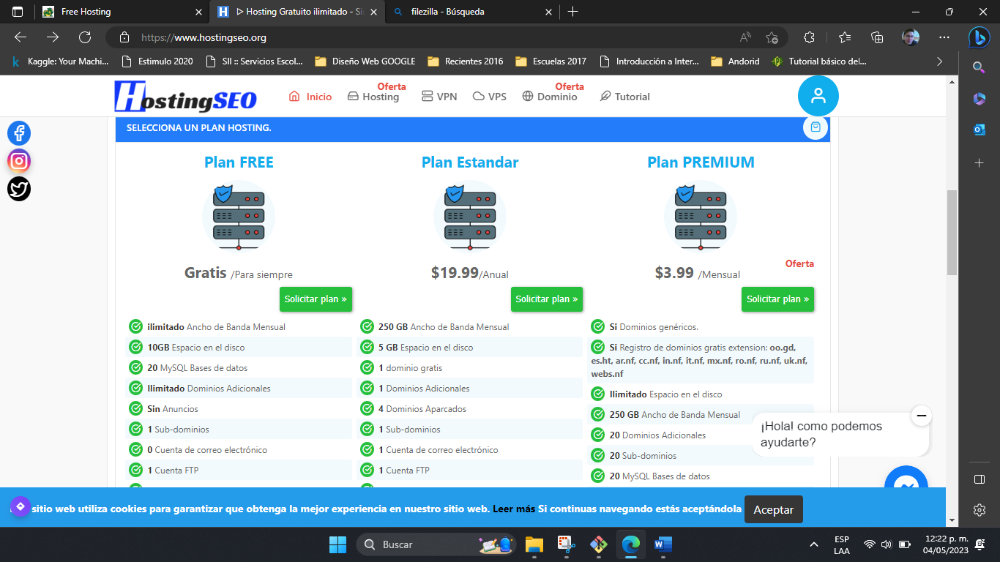 Free Hosting
ᐅ Hosting Gratuito ilimitado - Si
filezilla - Búsqueda
https://www.hostingseo.org
Kaggle: Your Machi...
Estimulo 2020
SII :: Servicios Escol...
Diseño Web GOOGLE
Recientes 2016
Escuelas 2017
Introducción a Inter...
Andorid
Tutorial básico del...
HostingSEO
Inicio
Oferta
Hosting
VPN
VPS
Oferta
Dominio
Tutorial
SELECCIONA UN PLAN HOSTING.
Plan FREE
Gratis /Para siempre
Solicitar plan »
ilimitado Ancho de Banda Mensual
10GB Espacio en el disco
20 MySQL Bases de datos
Ilimitado Dominios Adicionales
Sin Anuncios
1 Sub-dominios
0 Cuenta de correo electrónico
1 Cuenta FTP
Plan Estandar
$19.99/Anual
Solicitar plan »
250 GB Ancho de Banda Mensual
5 GB Espacio en el disco
1 dominio gratis
1 Dominios Adicionales
4 Dominios Aparcados
1 Sub-dominios
1 Cuenta de correo electrónico
1 Cuenta FTP
Plan PREMIUM
Oferta
$3.99 /Mensual
Solicitar plan »
Si Dominios genéricos.
Si Registro de dominios gratis extension: oo.gd,
es.ht, ar.nf, cc.nf, in.nf, it.nf, mx.nf, ro.nf, ru.nf, uk.nf,
webs.nf
Ilimitado Espacio en el disco
250 GB Ancho de Banda Mensual
20 Dominios Adicionales
20 Sub-dominios
20 MySQL Bases de datos
¡Hola! como podemos
ayudarte?
sitio web utiliza cookies para garantizar que obtenga la mejor experiencia en nuestro sitio web. Leer más Si continuas navegando estás aceptándola
Aceptar
Buscar
ESP
LAA
12:22 p. m.
04/05/2023